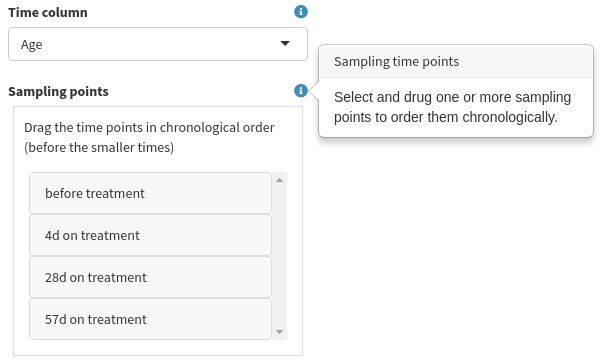 Time column
Age
Sampling points
Sampling time points
Select and drug one or more sampling
points to order them chronologically.
Drag the time points in chronological order
(before the smaller times)
before treatment
4d on treatment
28d on treatment
57d on treatment